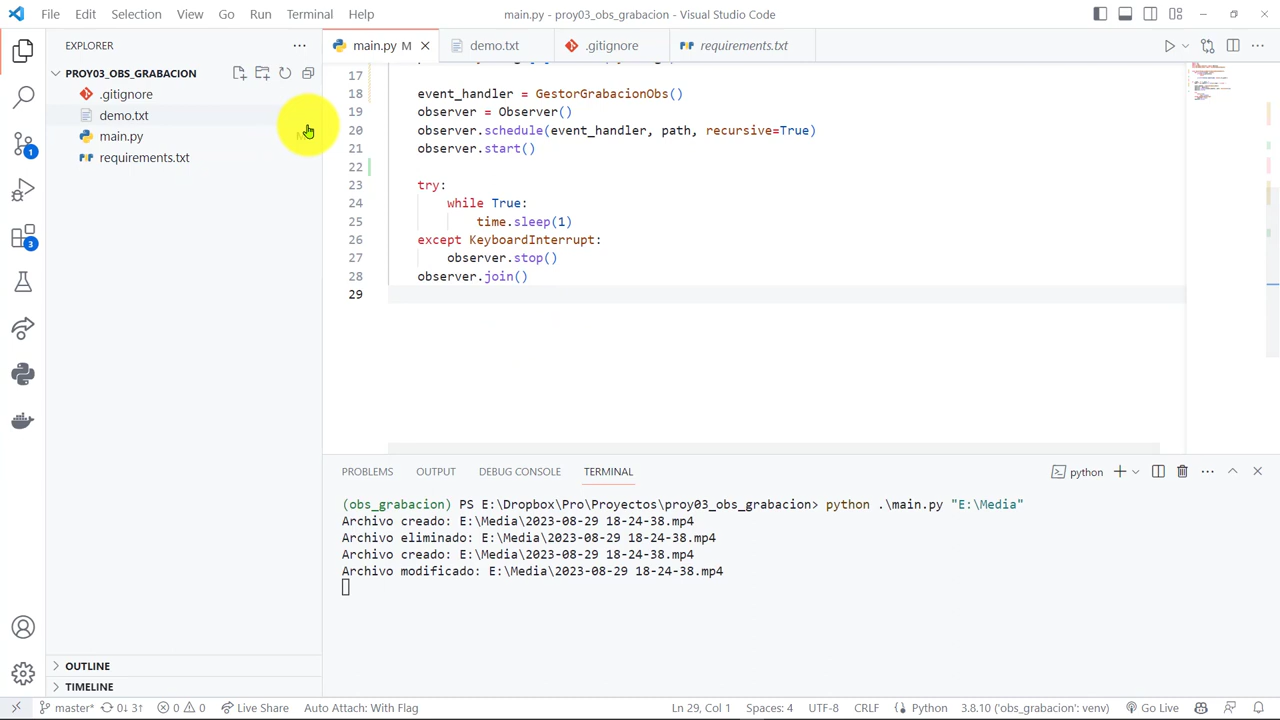 File Edit Selection View Go Run Terminal Help
main.py - proy03_obs_grabacion - Visual Studio Code
EXPLORER
main.py M
demo.txt
.gitignore
requirements.txt
PROY03_OBS_GRABACION
.gitignore
demo.txt
main.py
requirements.txt
17
18 event_handler = GestorGrabacionObs()
19 observer = Observer()
20 observer.schedule(event_handler, path, recursive=True)
21 observer.start()
22
23 try:
24 while True:
25 time.sleep(1)
26 except KeyboardInterrupt:
27 observer.stop()
28 observer.join()
29
1
3
PROBLEMS OUTPUT DEBUG CONSOLE TERMINAL
python
(obs_grabacion) PS E:\Dropbox\Pro\Proyectos\proy03_obs_grabacion> python .\main.py "E:\Media"
Archivo creado: E:\Media\2023-08-29 18-24-38.mp4
Archivo eliminado: E:\Media\2023-08-29 18-24-38.mp4
Archivo creado: E:\Media\2023-08-29 18-24-38.mp4
Archivo modificado: E:\Media\2023-08-29 18-24-38.mp4
OUTLINE
TIMELINE
master* 0↓ 3↑ 0 0 Live Share Auto Attach: With Flag Ln 29, Col 1 Spaces: 4 UTF-8 CRLF Python 3.8.10 ('obs_grabacion': venv) Go Live